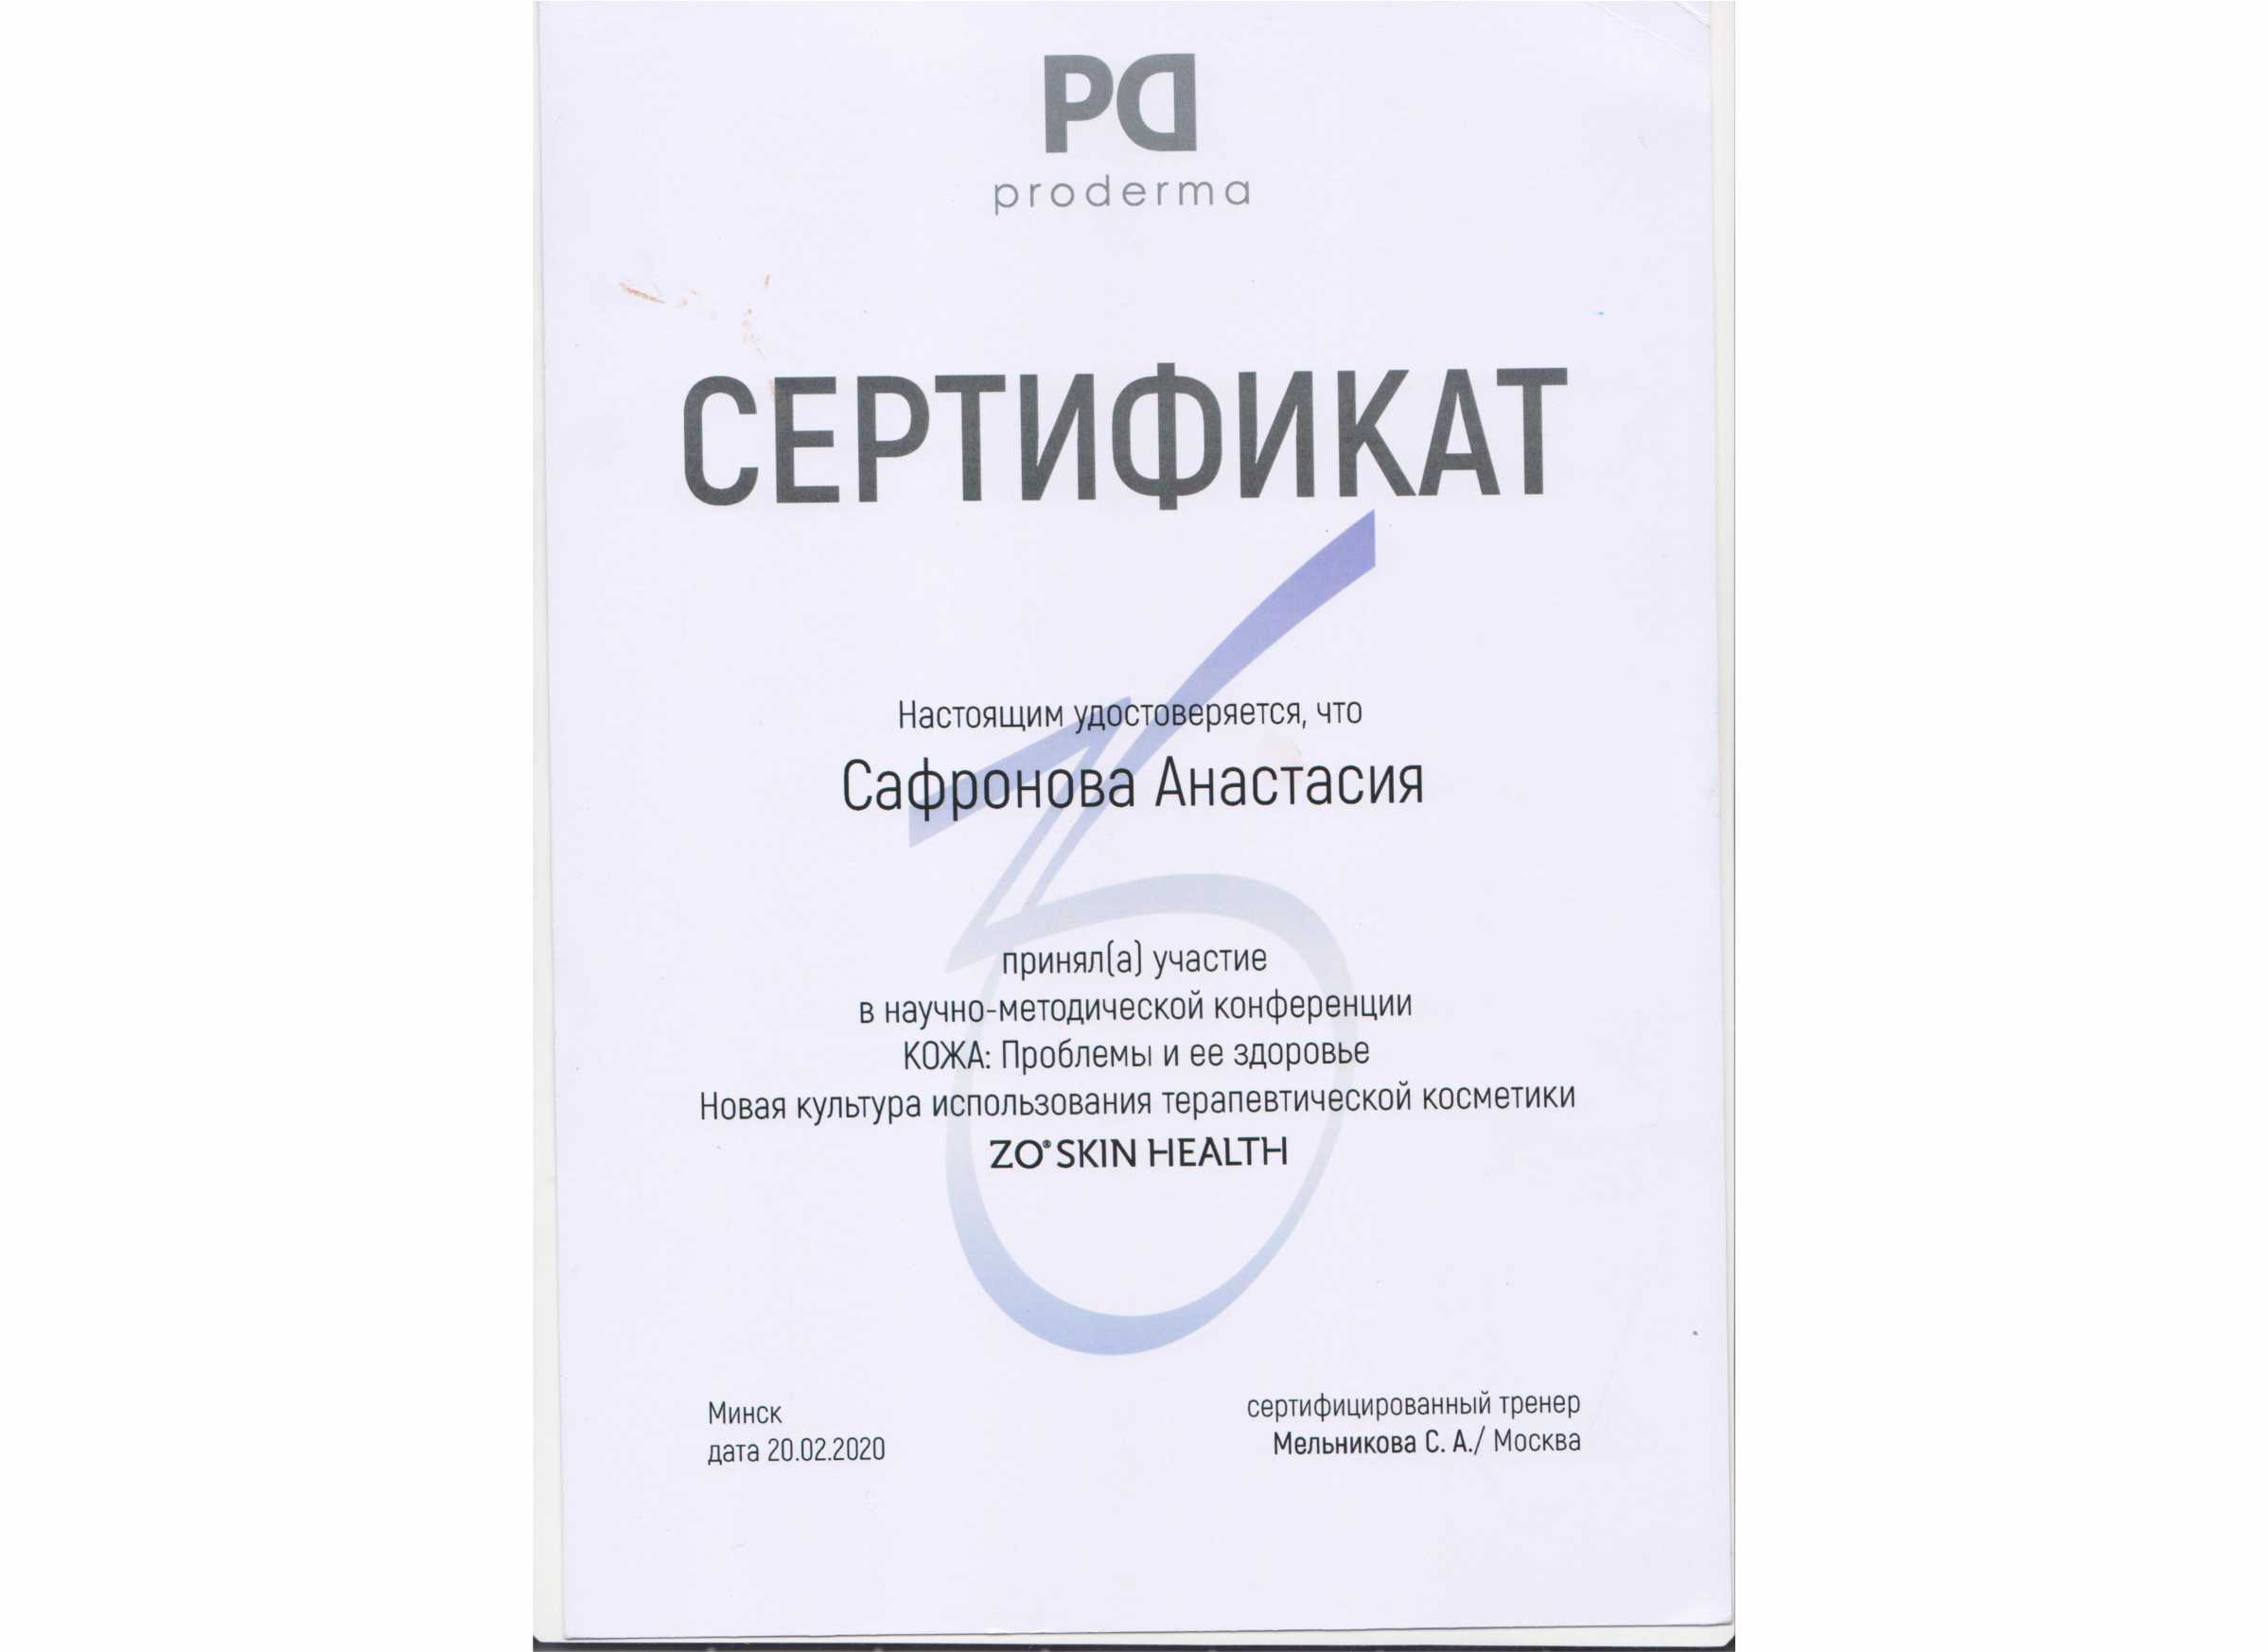 PD
proderma
СЕРТИФИКАТ
Настоящим удостоверяется, что
Сафронова Анастасия
принял(а) участие
в научно-методической конференции
КОЖА: Проблемы и ее здоровье
Новая культура использования терапевтической косметики
ZO® SKIN HEALTH
Минск
дата 20.02.2020
сертифицированный тренер
Мельникова С. А./ Москва